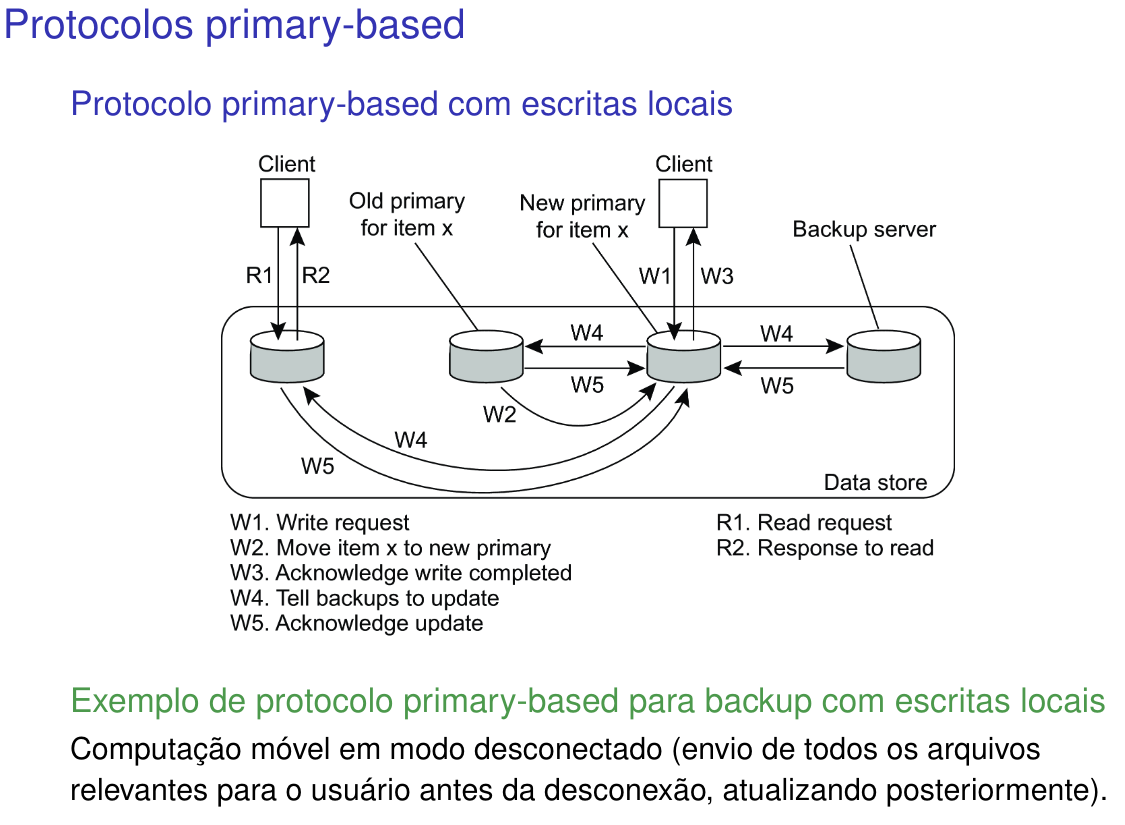 Protocolos primary-based
Protocolo primary-based com escritas locais
Client
Client
Old primary
for item x
New primary
for item x
Backup server
R1
R2
W1
W3
W4
W4
W5
W5
W2
W4
W5
Data store
W1. Write request
W2. Move item x to new primary
W3. Acknowledge write completed
W4. Tell backups to update
W5. Acknowledge update
R1. Read request
R2. Response to read
Exemplo de protocolo primary-based para backup com escritas locais
Computação móvel em modo desconectado (envio de todos os arquivos
relevantes para o usuário antes da desconexão, atualizando posteriormente).